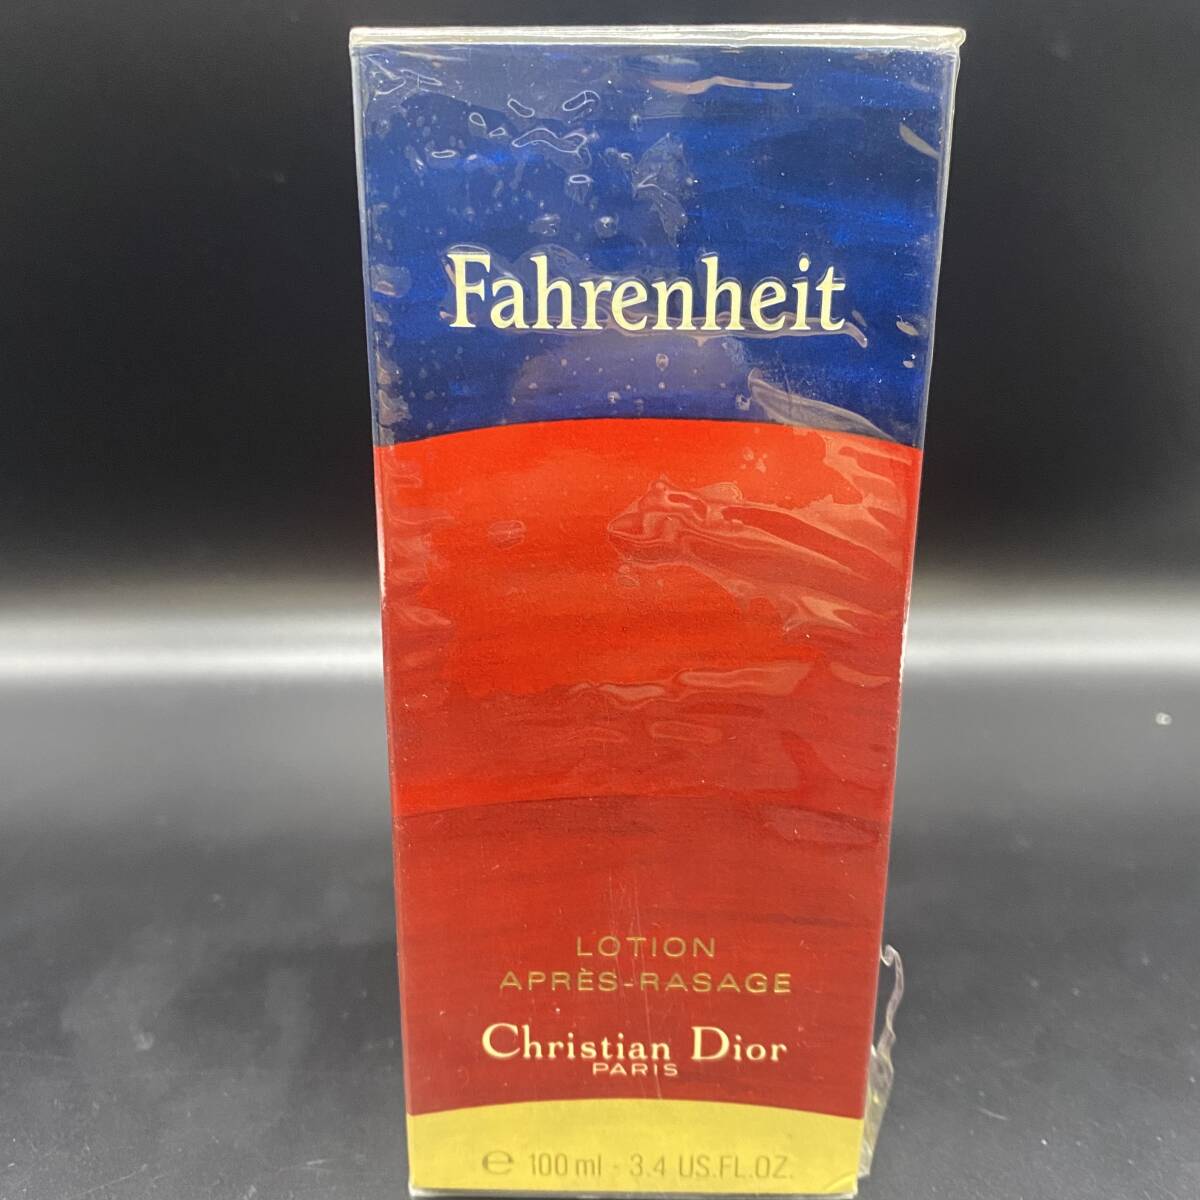 Fahrenheit
LOTION
APRÈS-RASAGE
Christian Dior
PARIS
℮ 100 ml - 3.4 US.FL.OZ.